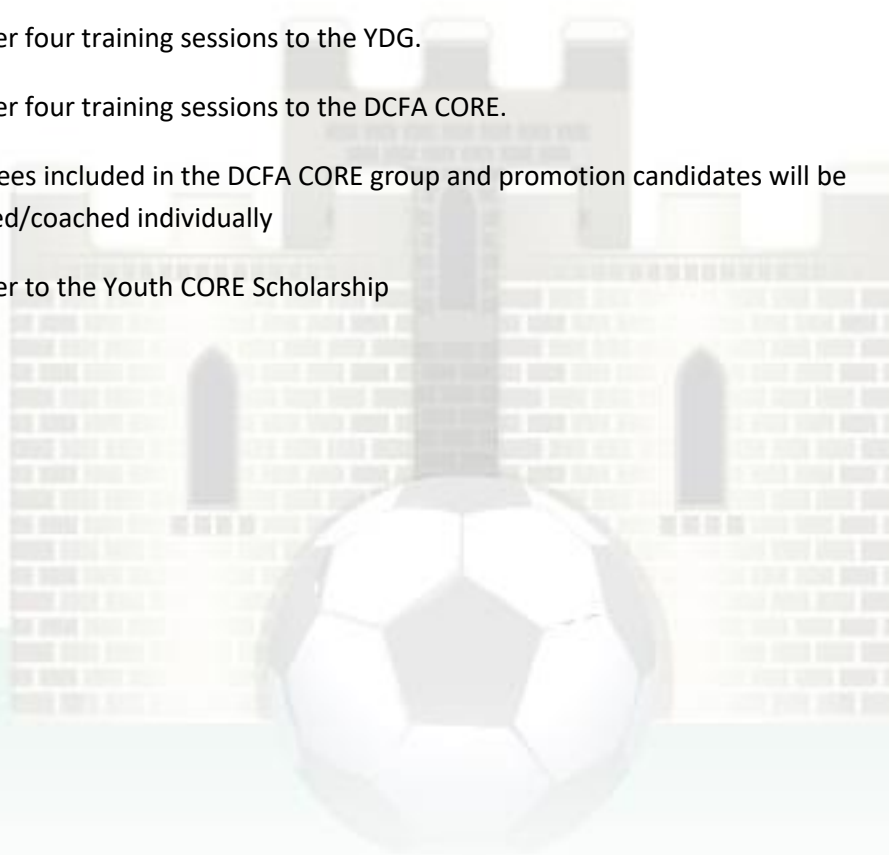 er four training sessions to the YDG.
er four training sessions to the DCFA CORE.
ees included in the DCFA CORE group and promotion candidates will be
ed/coached individually
er to the Youth CORE Scholarship